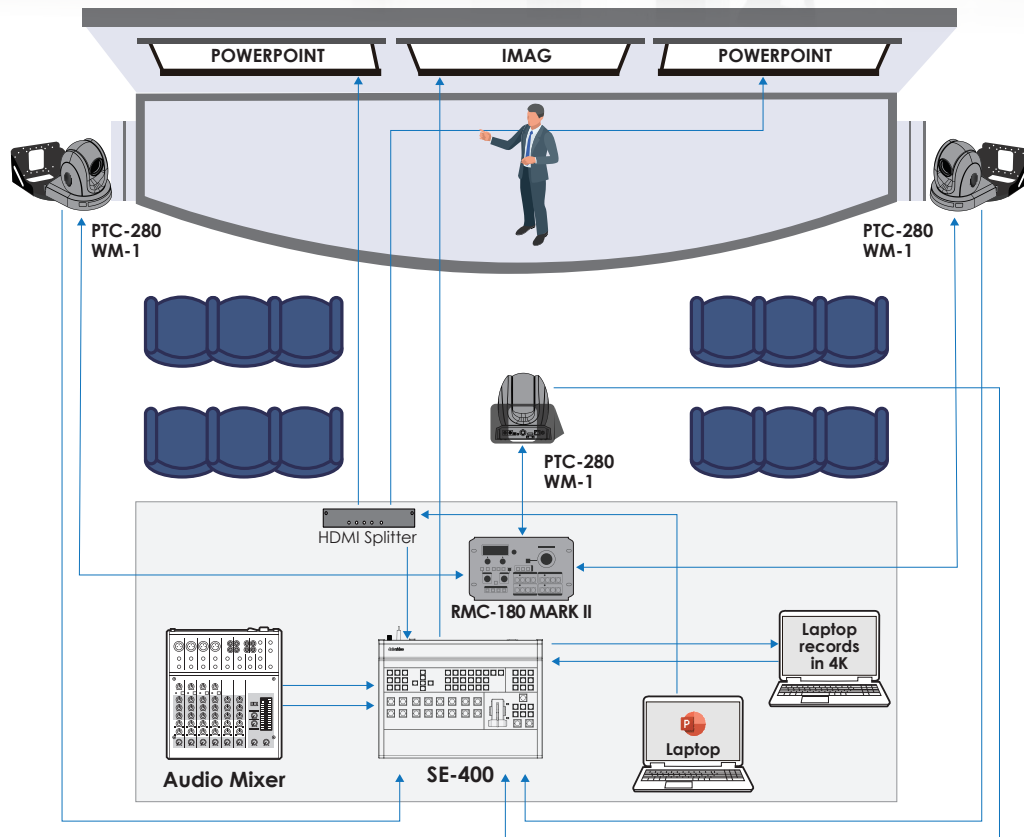 POWERPOINT
IMAG
POWERPOINT
PTC-280
WM-1
PTC-280
WM-1
PTC-280
WM-1
HDMI Splitter
RMC-180 MARK II
Laptop
records
in 4K
P
Laptop
Audio Mixer
SE-400